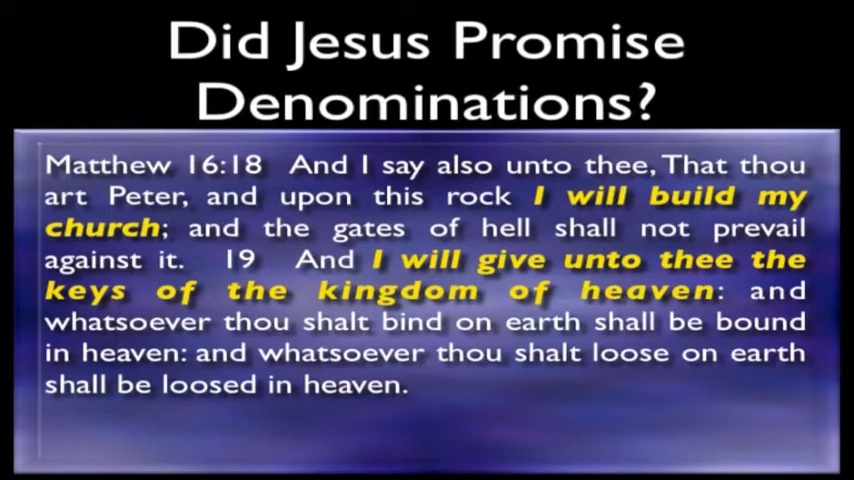 Did Jesus Promise
Denominations?
Matthew 16:18 And I say also unto thee, That thou
art Peter, and upon this rock I will build my
church; and the gates of hell shall not prevail
against it. 19 And I will give unto thee the
keys of the kingdom of heaven: and
whatsoever thou shalt bind on earth shall be bound
in heaven: and whatsoever thou shalt loose on earth
shall be loosed in heaven.